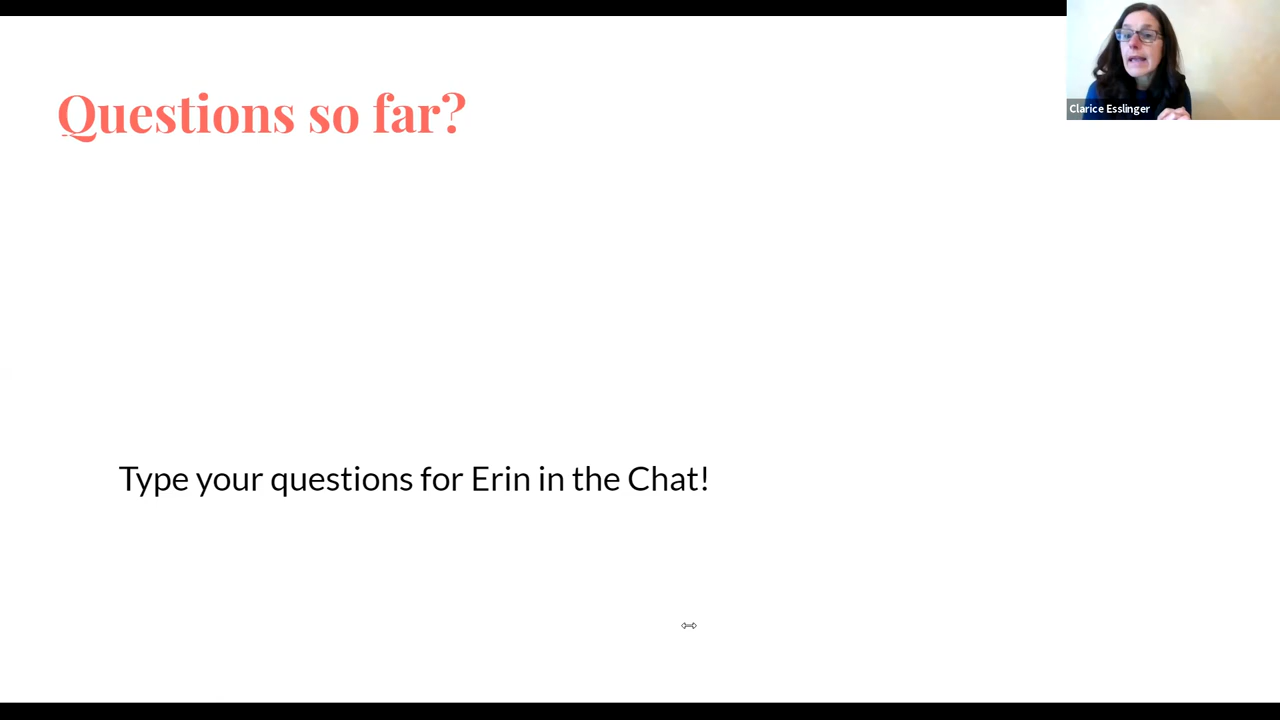 Questions so far?
Clarice Esslinger
Type your questions for Erin in the Chat!